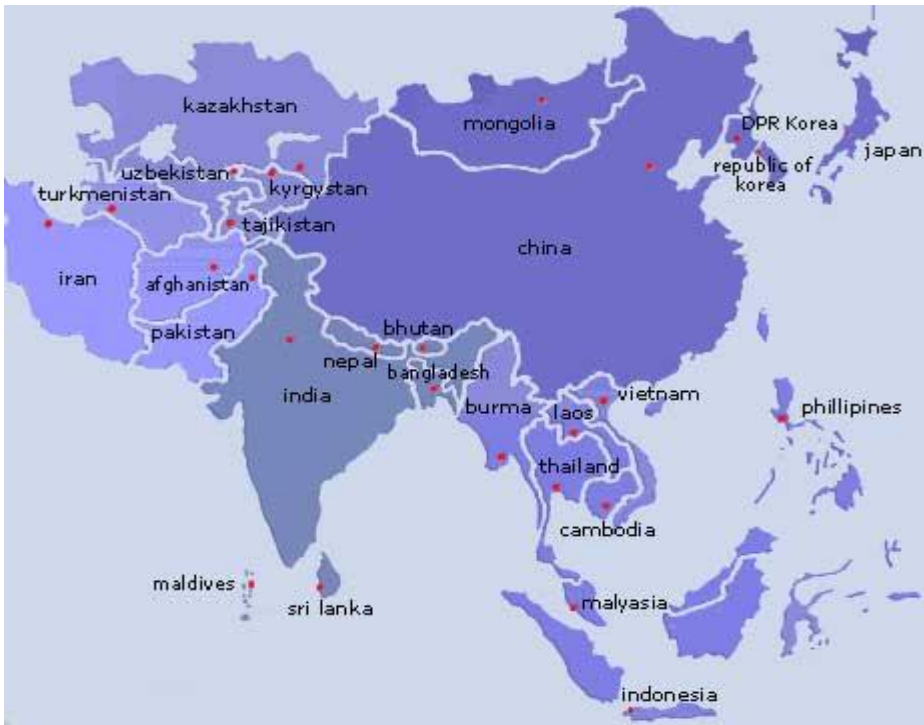 kazakhstan
mongolia
DPR Korea
japan
republic of
korea
uzbekistan
kyrgystan
turkmenistan
tajikistan
china
iran
afghanistan
pakistan
bhutan
nepal
bangladesh
india
burma
laos
vietnam
phillipines
thailand
cambodia
maldives
sri lanka
malyasia
indonesia